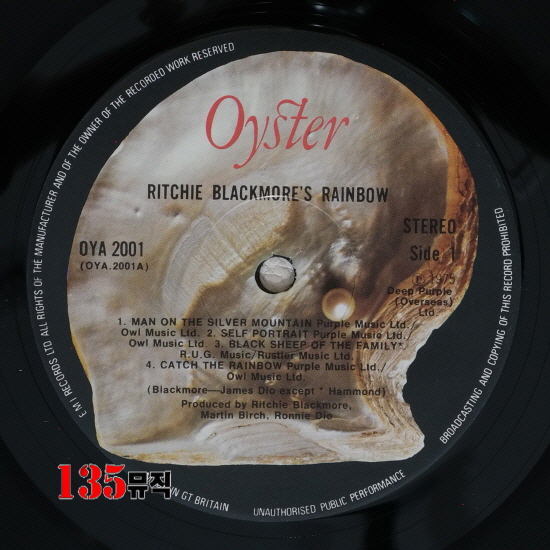 Oyster
RITCHIE BLACKMORE'S RAINBOW
OYA 2001
(OYA.2001A)
STEREO
Side 1
℗ 1975
Deep Purple
(Overseas)
Ltd.
1. MAN ON THE SILVER MOUNTAIN Purple Music Ltd./
Owl Music Ltd. 2. SELF PORTRAIT Purple Music Ltd./
Owl Music Ltd. 3. BLACK SHEEP OF THE FAMILY*
R.U.G. Music/Rustler Music Ltd.
4. CATCH THE RAINBOW Purple Music Ltd./
Owl Music Ltd.
(Blackmore—James Dio except * Hammond)
Produced by Ritchie Blackmore,
Martin Birch, Ronnie Dio
E M I RECORDS LTD ALL RIGHTS OF THE MANUFACTURER AND OF THE OWNER OF THE RECORDED WORK RESERVED
BROADCASTING AND COPYING OF THIS RECORD PROHIBITED
UNAUTHORISED PUBLIC PERFORMANCE
IN GT BRITAIN
135뮤직